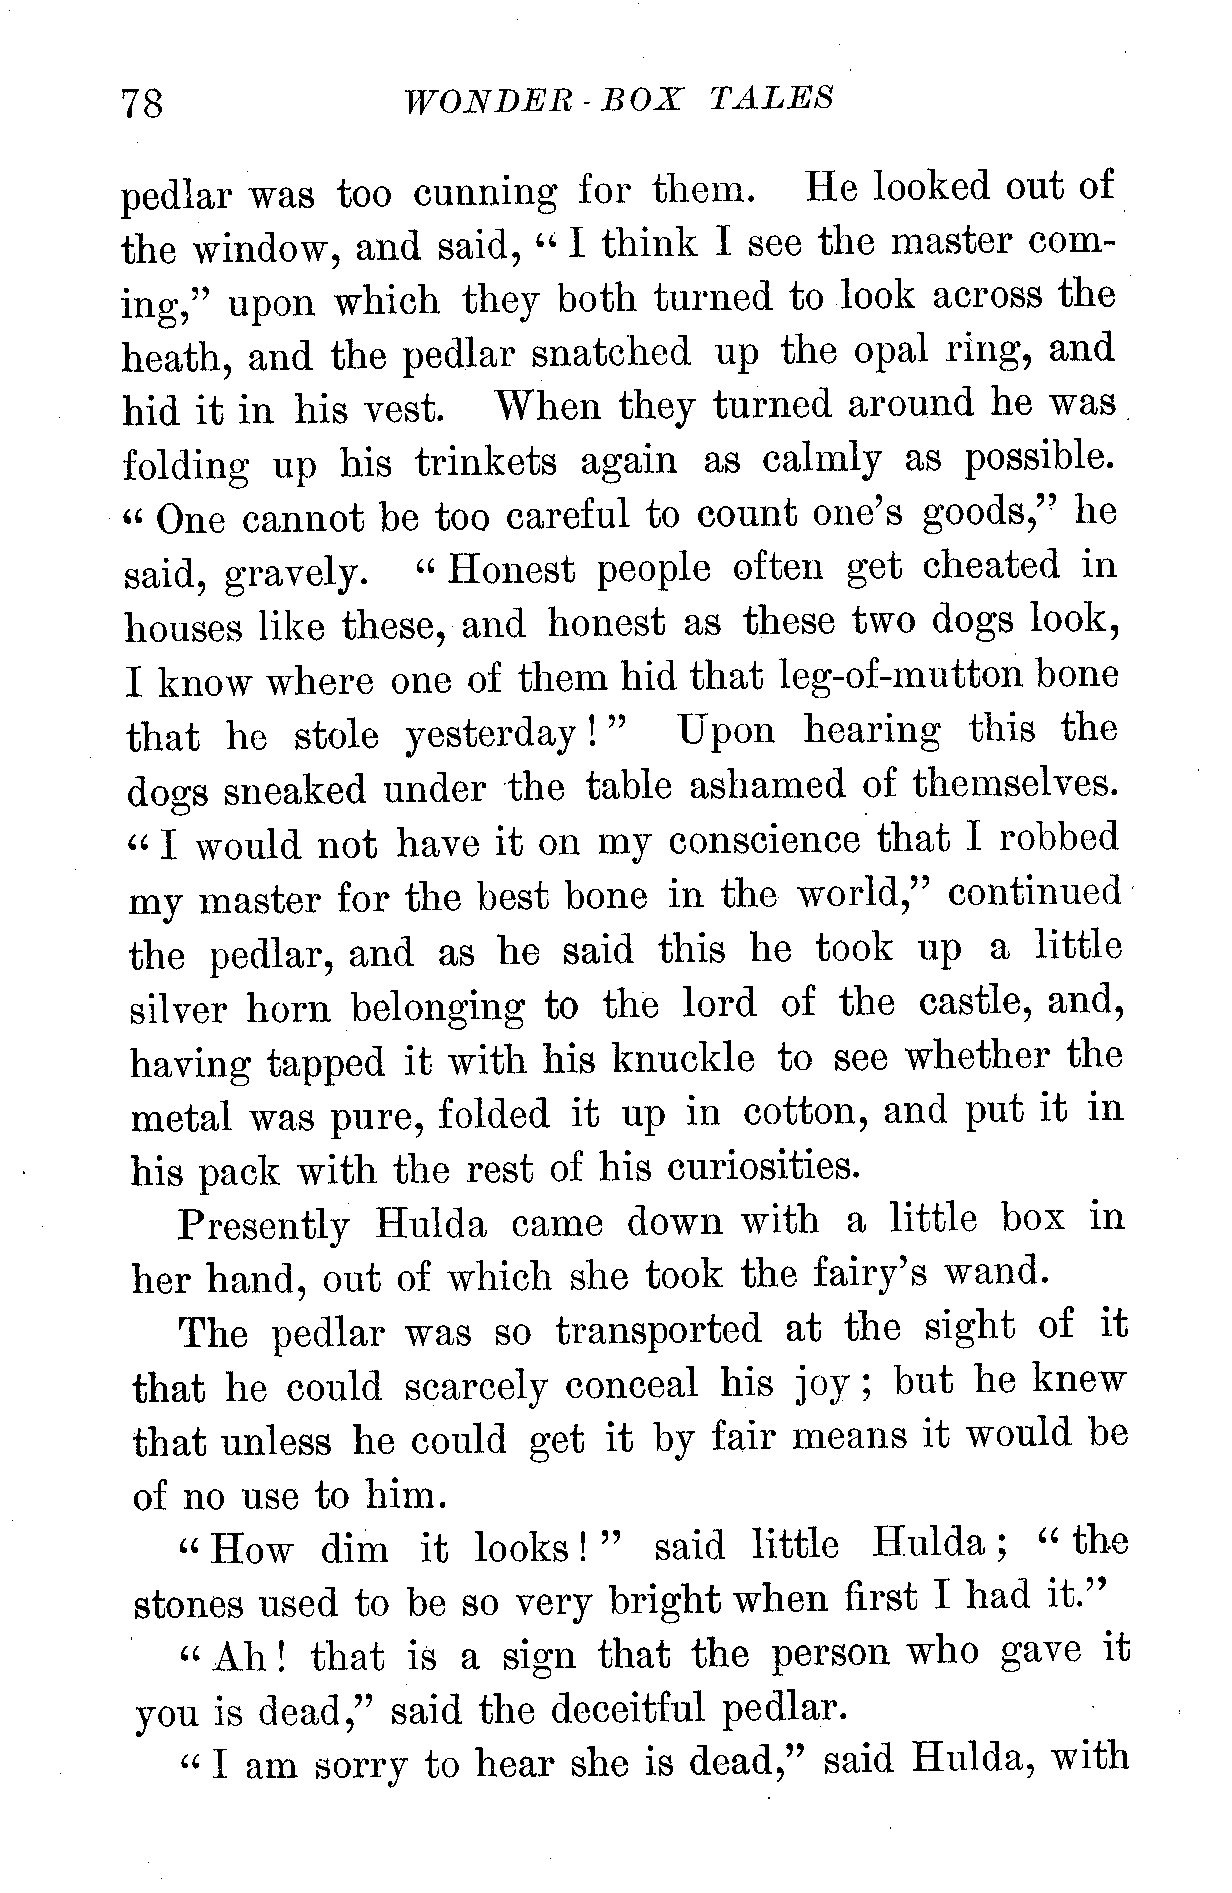 78 WONDER-BOX TALES
pedlar was too cunning for them. He looked out of
the window, and said, “ I think I see the master com-
ing,” upon which they both turned to look across the
heath, and the pedlar snatched up the opal ring, and
hid it in his vest. When they turned around he was
folding up his trinkets again as calmly as possible.
“ One cannot be too careful to count one’s goods,” he
said, gravely. “ Honest people often get cheated in
houses like these, and honest as these two dogs look,
I know where one of them hid that leg-of-mutton bone
that he stole yesterday ! ” Upon hearing this the
dogs sneaked under the table ashamed of themselves.
“ I would not have it on my conscience that I robbed
my master for the best bone in the world,” continued
the pedlar, and as he said this he took up a little
silver horn belonging to the lord of the castle, and,
having tapped it with his knuckle to see whether the
metal was pure, folded it up in cotton, and put it in
his pack with the rest of his curiosities.
Presently Hulda came down with a little box in
her hand, out of which she took the fairy’s wand.
The pedlar was so transported at the sight of it
that he could scarcely conceal his joy ; but he knew
that unless he could get it by fair means it would be
of no use to him.
“ How dim it looks ! ” said little Hulda ; “ the
stones used to be so very bright when first I had it.”
“ Ah ! that is a sign that the person who gave it
you is dead,” said the deceitful pedlar.
“ I am sorry to hear she is dead,” said Hulda, with